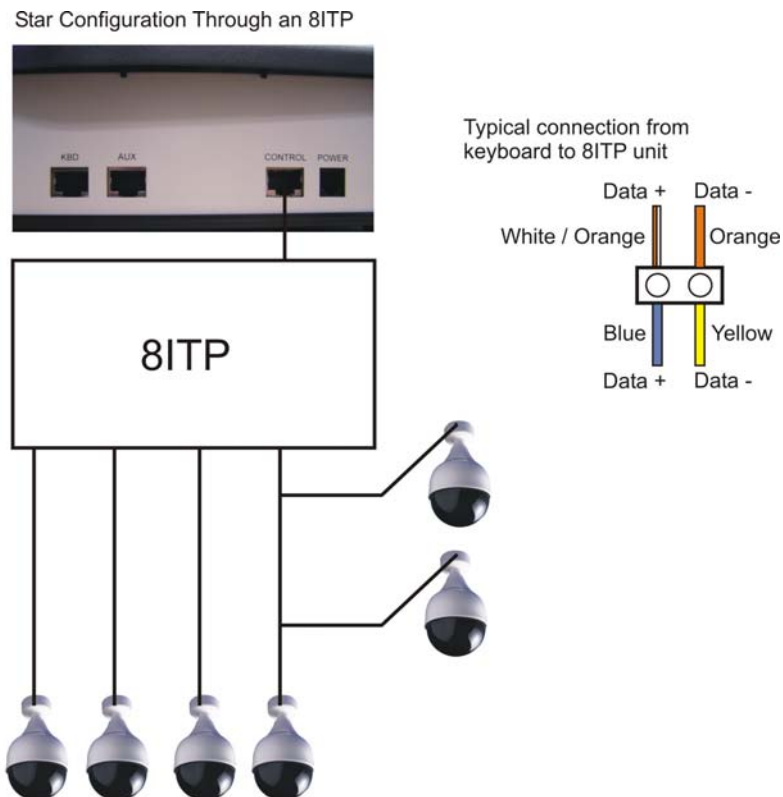 Star Configuration Through an 8ITP
KBD AUX CONTROL POWER
8ITP
Typical connection from
keyboard to 8ITP unit
Data + Data -
White / Orange Orange
Blue Yellow
Data + Data -